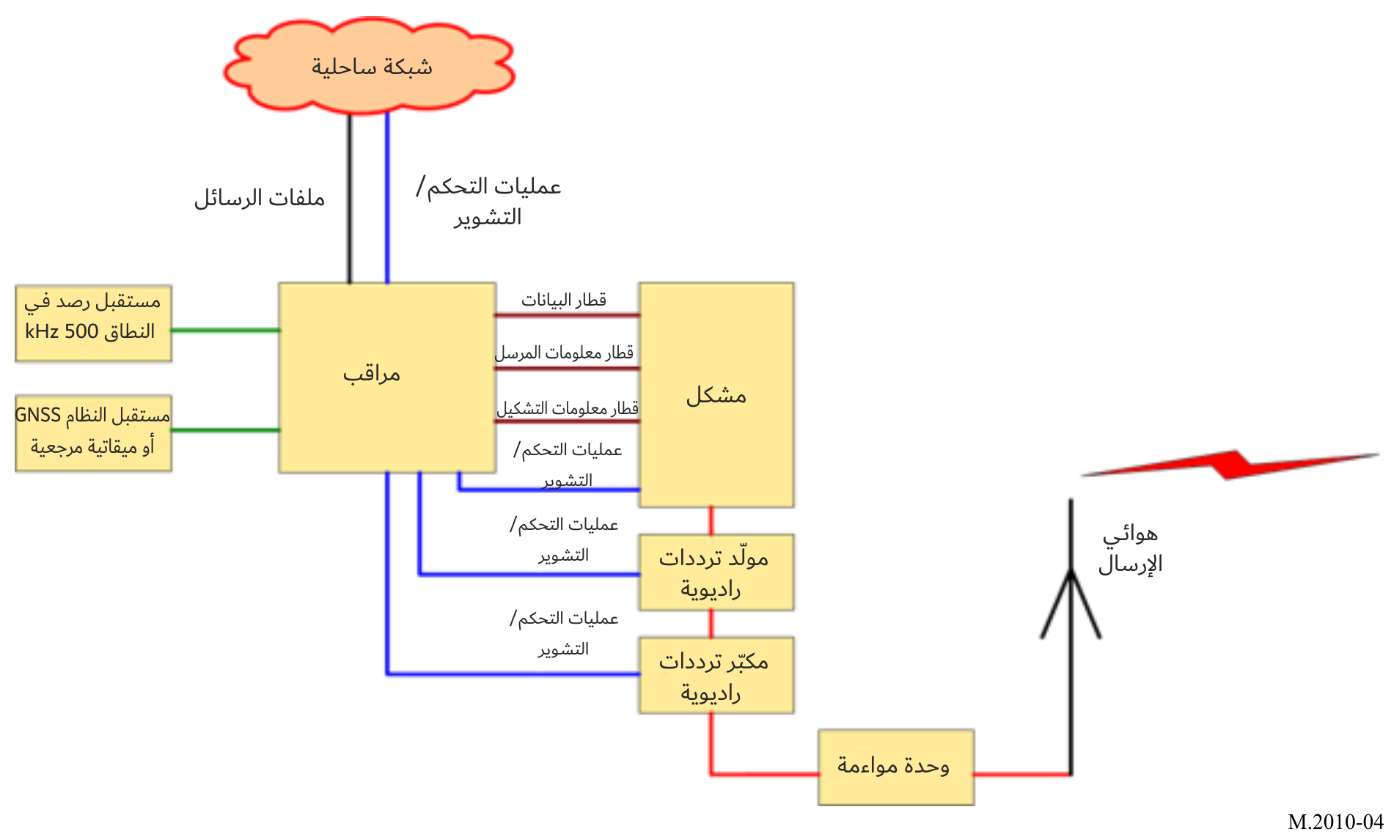 شبكة ساحلية
ملفات الرسائل
عمليات التحكم/
التشوير
مستقبل رصد في
النطاق 500 kHz
مستقبل النظام GNSS
أو ميقاتية مرجعية
مراقب
قطار البيانات
قطار معلومات المرسل
قطار معلومات التشكيل
عمليات التحكم/
التشوير
مشكل
عمليات التحكم/
التشوير
مولّد ترددات
راديوية
عمليات التحكم/
التشوير
مكبّر ترددات
راديوية
وحدة مواءمة
هوائي
الإرسال
M.2010-04